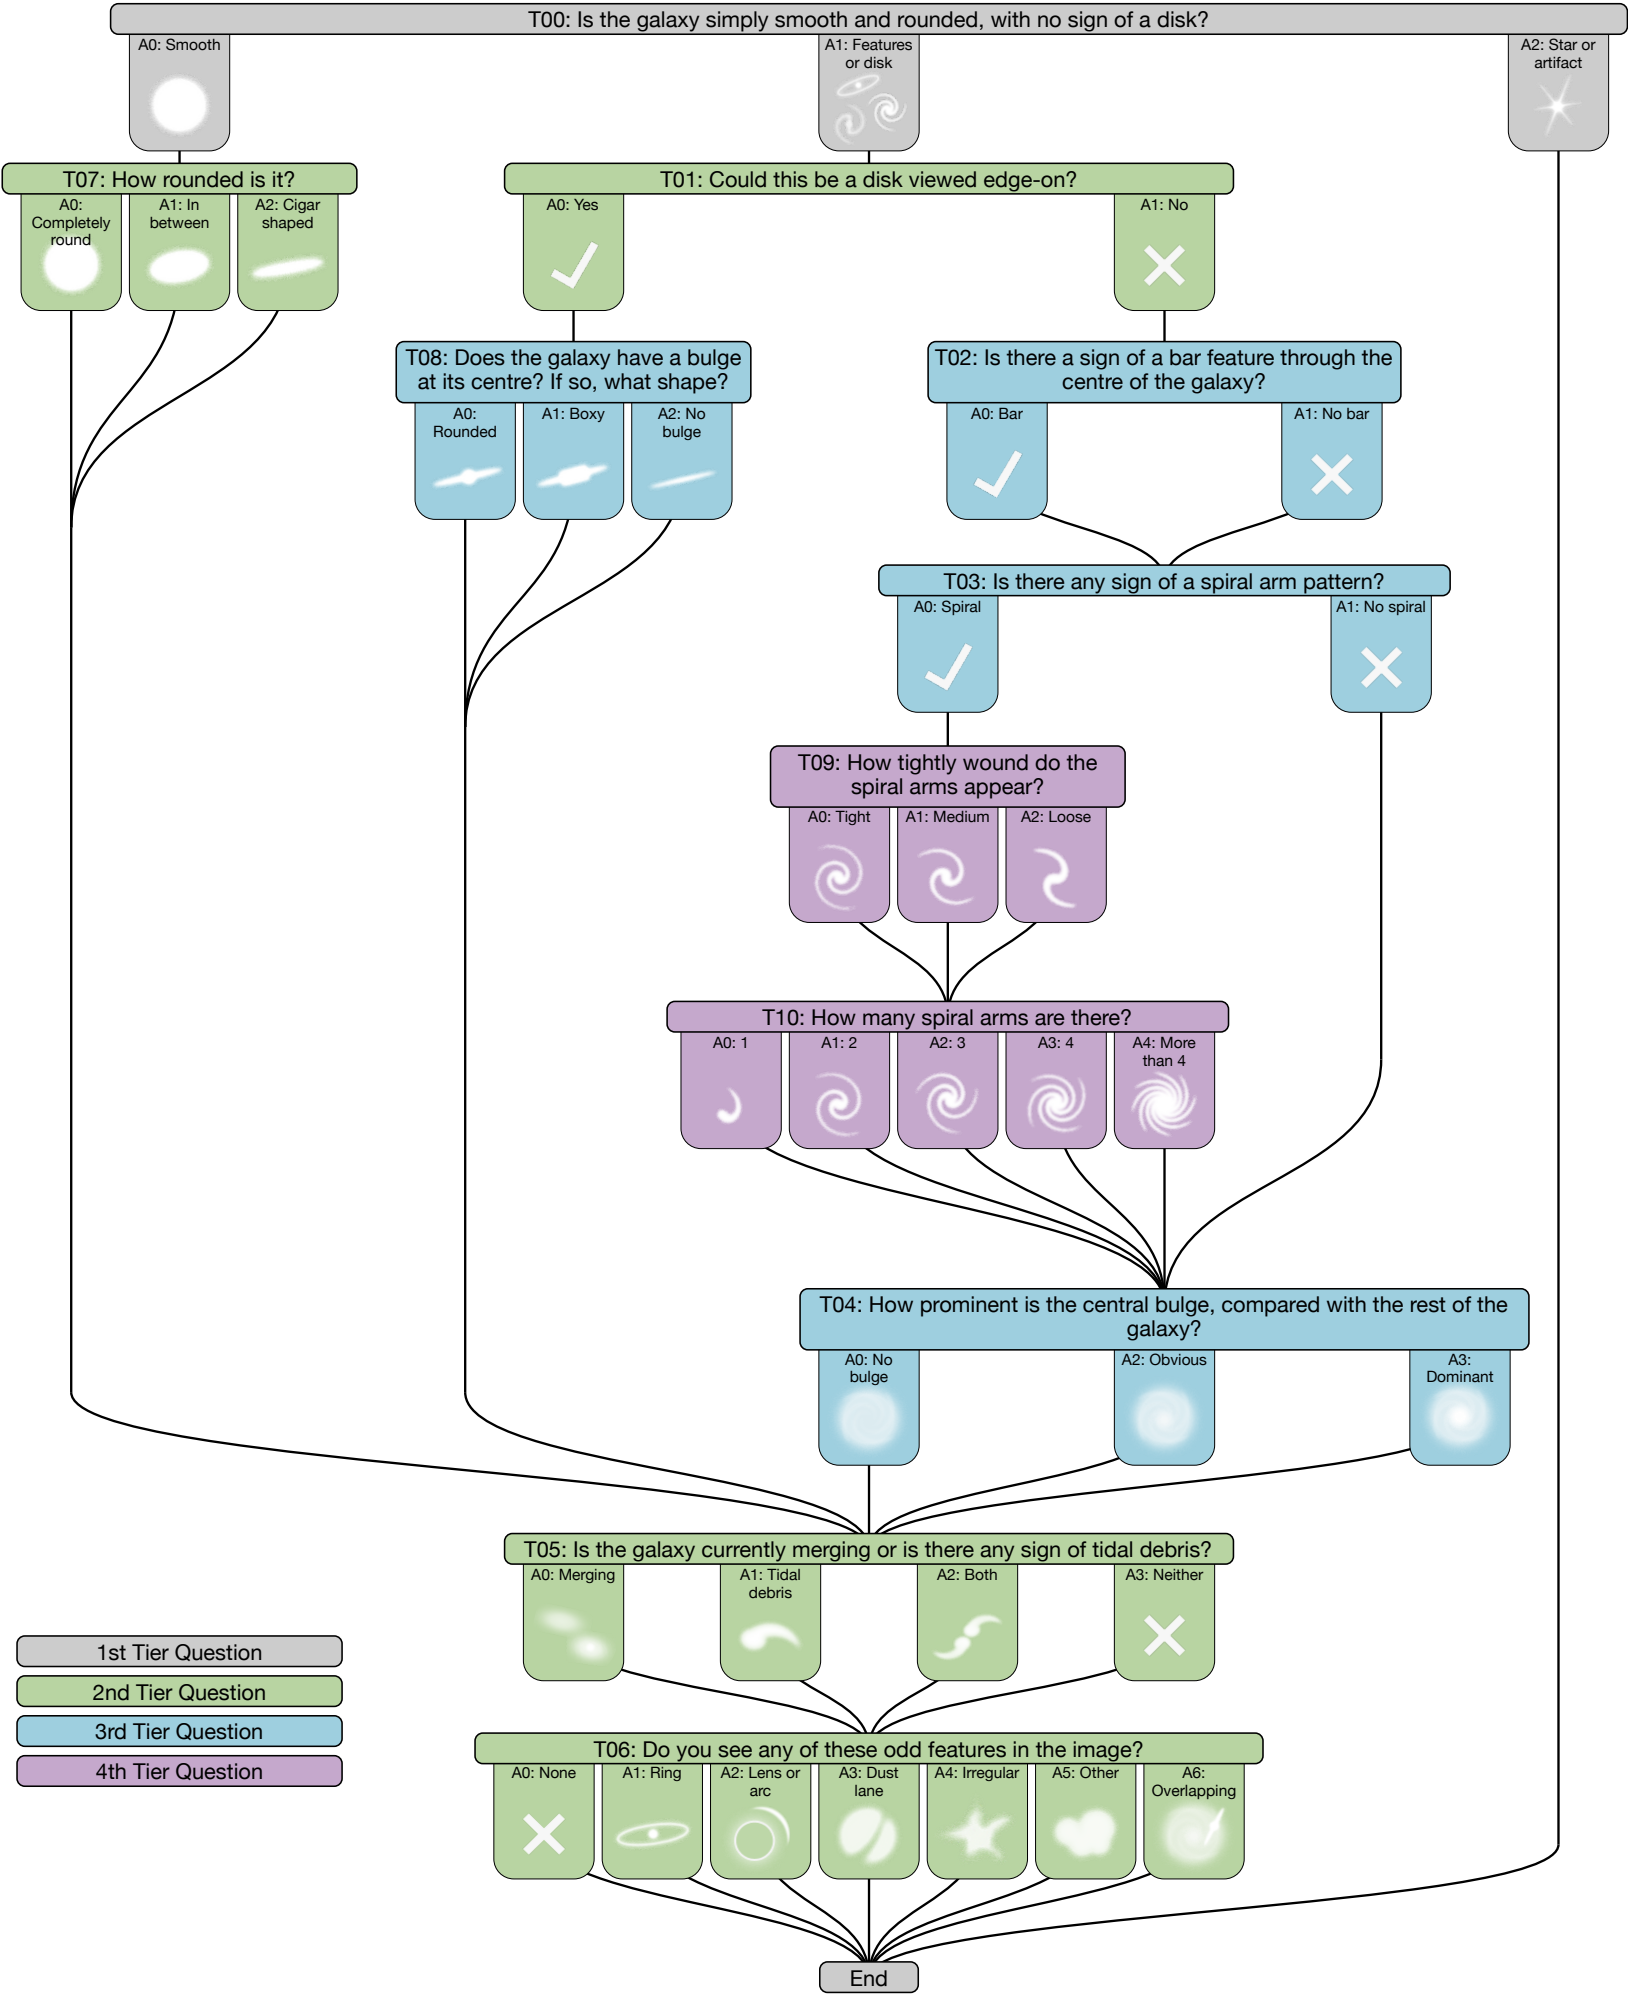 T00: Is the galaxy simply smooth and rounded, with no sign of a disk?
A0: Smooth
A1: Features
or disk
A2: Star or
artifact
T07: How rounded is it?
A0:
Completely
round
A1: In
between
A2: Cigar
shaped
T01: Could this be a disk viewed edge-on?
A0: Yes
A1: No
T08: Does the galaxy have a bulge
at its centre? If so, what shape?
A0:
Rounded
A1: Boxy
A2: No
bulge
T02: Is there a sign of a bar feature through the
centre of the galaxy?
A0: Bar
A1: No bar
T03: Is there any sign of a spiral arm pattern?
A0: Spiral
A1: No spiral
T09: How tightly wound do the
spiral arms appear?
A0: Tight
A1: Medium
A2: Loose
T10: How many spiral arms are there?
A0: 1
A1: 2
A2: 3
A3: 4
A4: More
than 4
T04: How prominent is the central bulge, compared with the rest of the
galaxy?
A0: No
bulge
A2: Obvious
A3:
Dominant
T05: Is the galaxy currently merging or is there any sign of tidal debris?
A0: Merging
A1: Tidal
debris
A2: Both
A3: Neither
1st Tier Question
2nd Tier Question
3rd Tier Question
4th Tier Question
T06: Do you see any of these odd features in the image?
A0: None
A1: Ring
A2: Lens or
arc
A3: Dust
lane
A4: Irregular
A5: Other
A6:
Overlapping
End